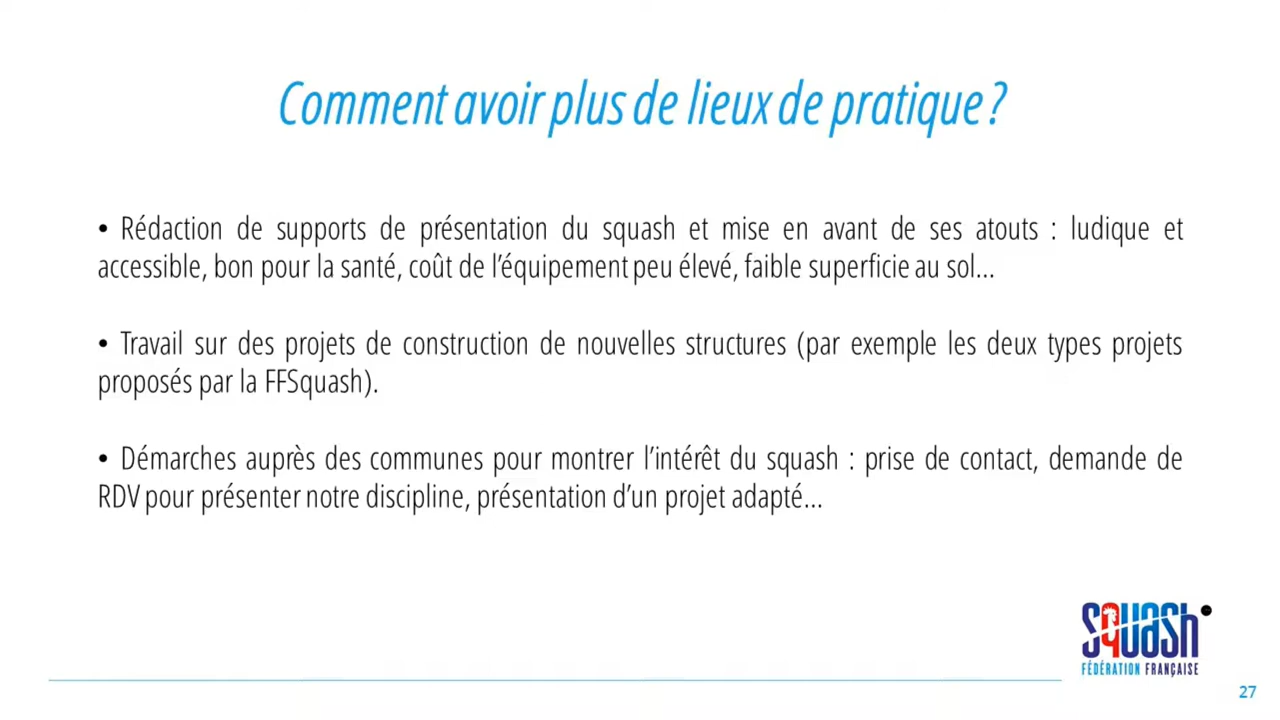 Comment avoir plus de lieux de pratique ?
• Rédaction de supports de présentation du squash et mise en avant de ses atouts : ludique et
accessible, bon pour la santé, coût de l’équipement peu élevé, faible superficie au sol…
• Travail sur des projets de construction de nouvelles structures (par exemple les deux types projets
proposés par la FFSquash).
• Démarches auprès des communes pour montrer l’intérêt du squash : prise de contact, demande de
RDV pour présenter notre discipline, présentation d’un projet adapté…
squash
FÉDÉRATION FRANÇAISE
27